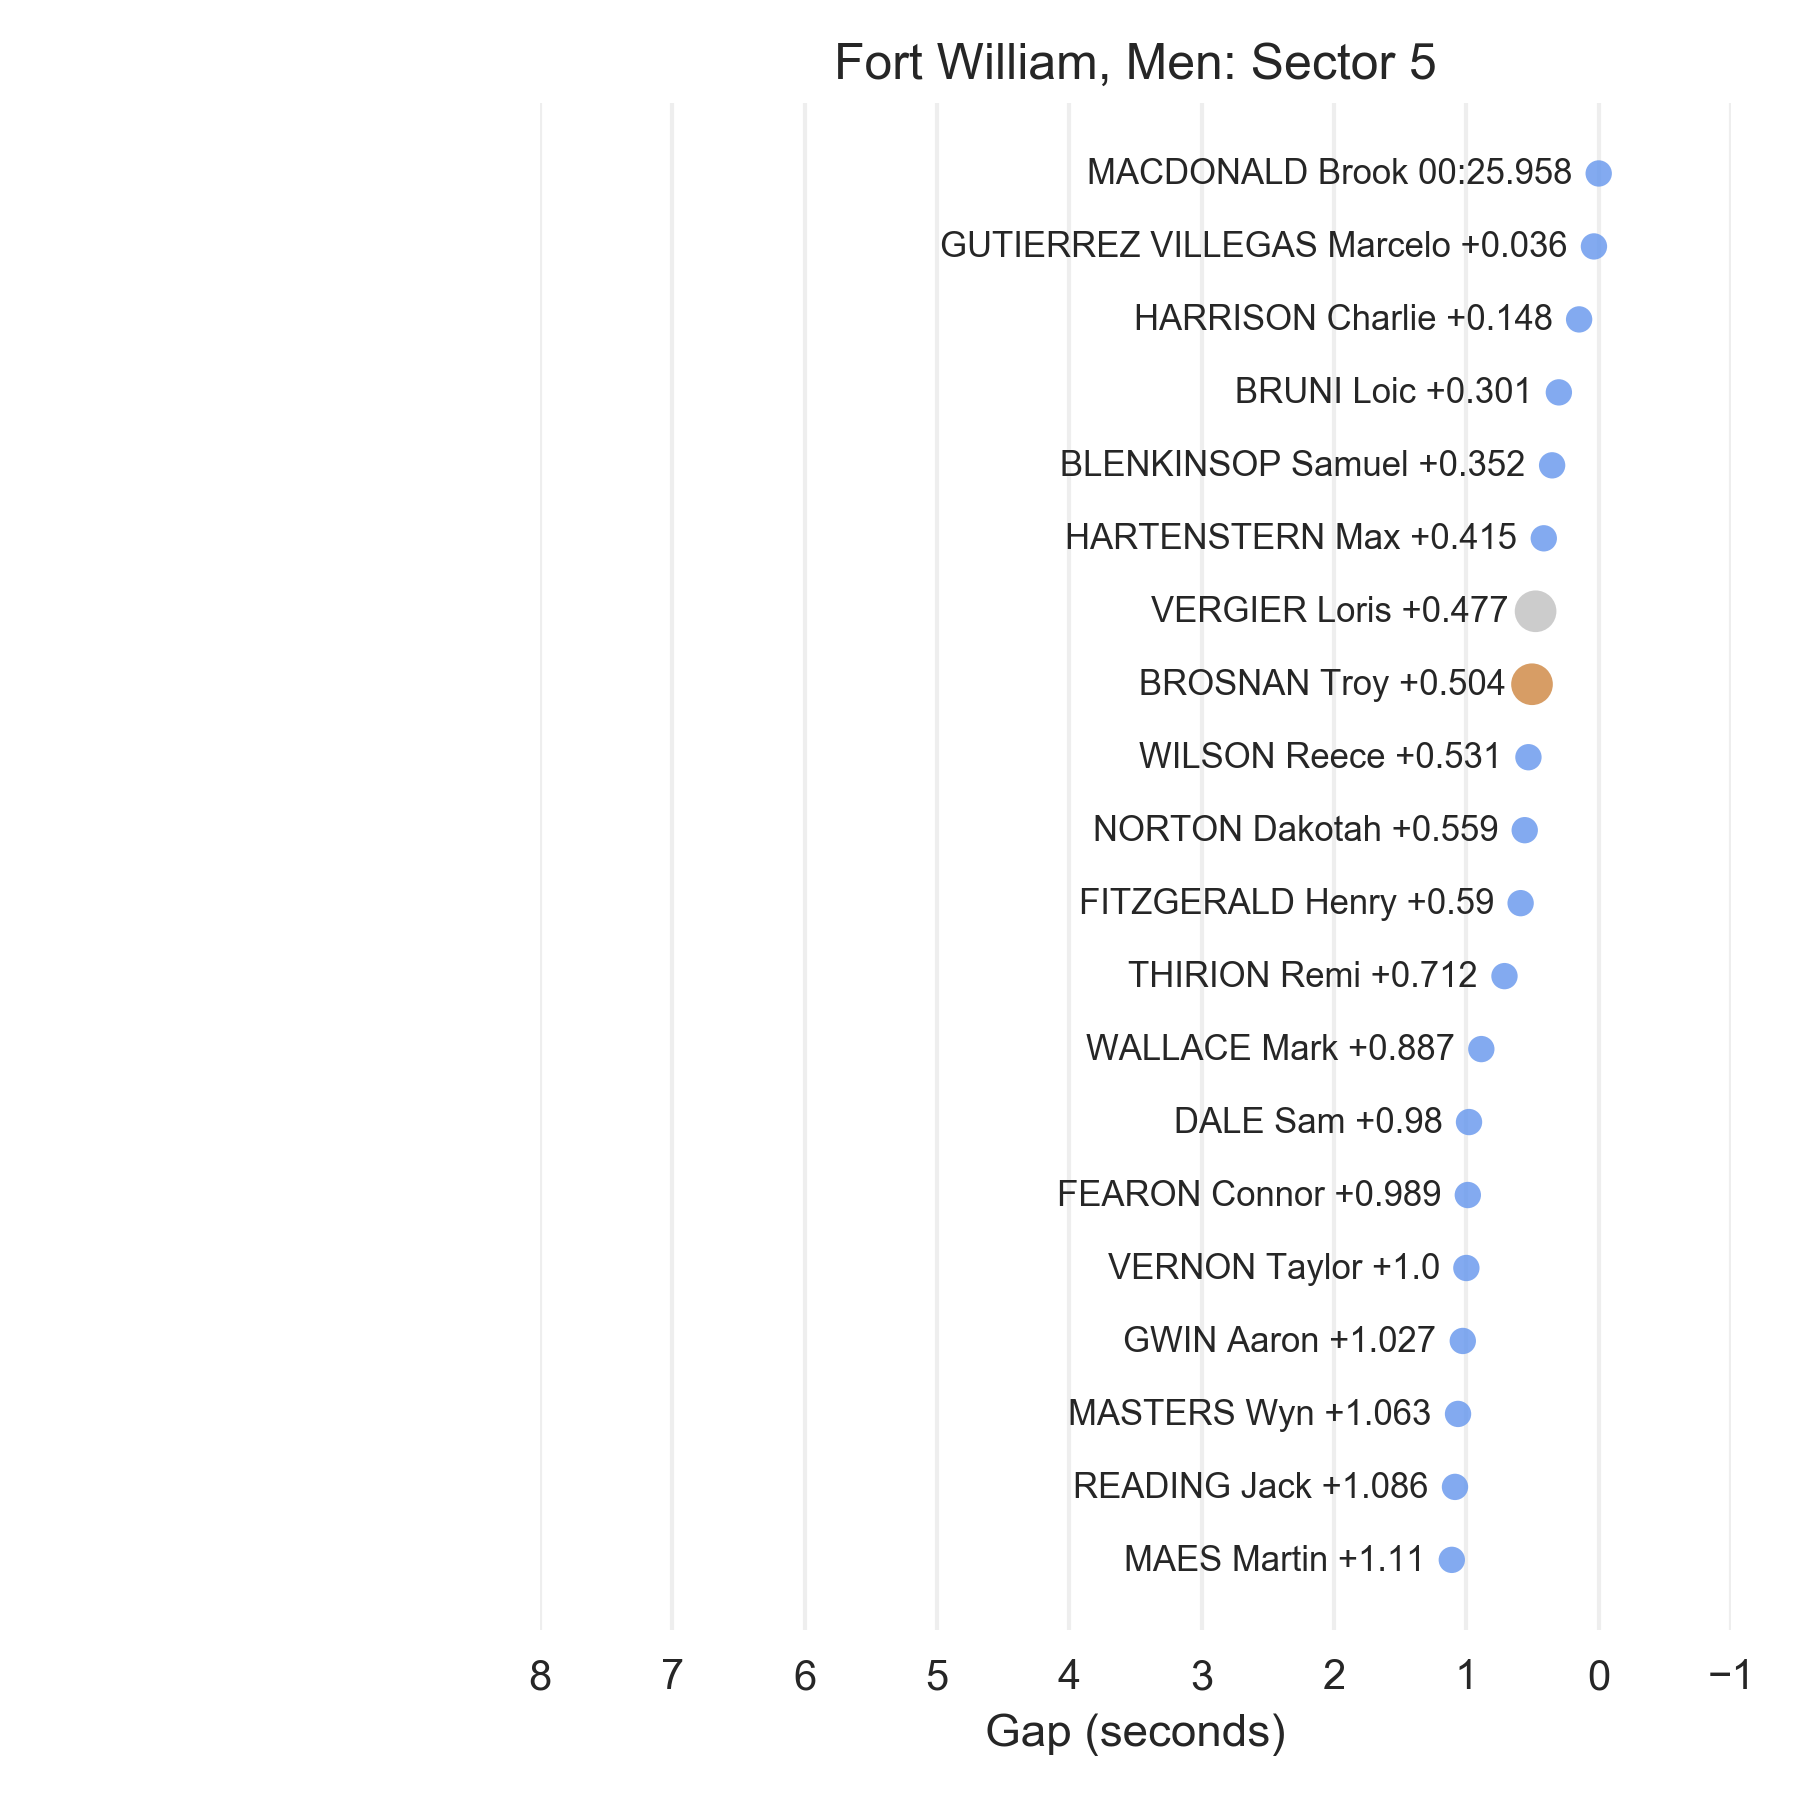 Fort William, Men: Sector 5
MACDONALD Brook 00:25.958
GUTIERREZ VILLEGAS Marcelo +0.036
HARRISON Charlie +0.148
BRUNI Loic +0.301
BLENKINSOP Samuel +0.352
HARTENSTERN Max +0.415
VERGIER Loris +0.477
BROSNAN Troy +0.504
WILSON Reece +0.531
NORTON Dakotah +0.559
FITZGERALD Henry +0.59
THIRION Remi +0.712
WALLACE Mark +0.887
DALE Sam +0.98
FEARON Connor +0.989
VERNON Taylor +1.0
GWIN Aaron +1.027
MASTERS Wyn +1.063
READING Jack +1.086
MAES Martin +1.11
8 7 6 5 4 3 2 1 0 −1
Gap (seconds)